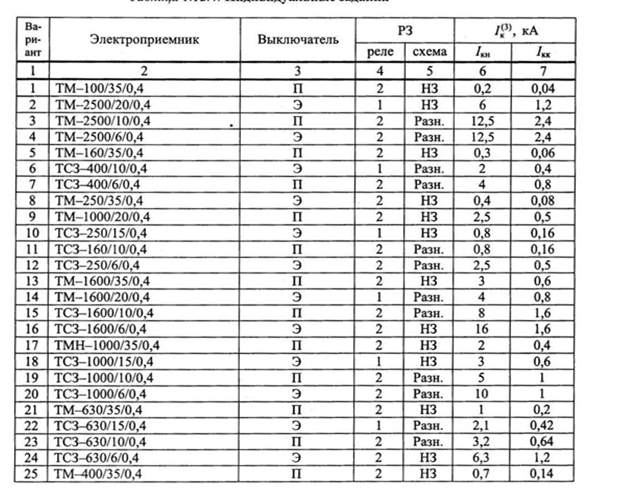 Ва-
ри-
ант Электроприемник Выключатель РЗ I к (3), кА
реле схема Iкн Iкк
1 2 3 4 5 6 7
1 ТМ–100/35/0,4 П 2 НЗ 0,2 0,04
2 ТМ–2500/20/0,4 Э 1 НЗ 6 1,2
3 ТМ–2500/10/0,4 П 2 Разн. 12,5 2,4
4 ТМ–2500/6/0,4 Э 2 Разн. 12,5 2,4
5 ТМ–160/35/0,4 П 2 НЗ 0,3 0,06
6 ТСЗ–400/10/0,4 Э 1 Разн. 2 0,4
7 ТСЗ–400/6/0,4 П 2 Разн. 4 0,8
8 ТМ–250/35/0,4 Э 2 НЗ 0,4 0,08
9 ТМ–1000/20/0,4 П 2 НЗ 2,5 0,5
10 ТСЗ–250/15/0,4 Э 1 НЗ 0,8 0,16
11 ТСЗ–160/10/0,4 П 2 Разн. 0,8 0,16
12 ТСЗ–250/6/0,4 Э 2 Разн. 2,5 0,5
13 ТМ–1600/35/0,4 П 2 НЗ 3 0,6
14 ТМ–1600/20/0,4 Э 1 Разн. 4 0,8
15 ТСЗ–1600/10/0,4 П 2 Разн. 8 1,6
16 ТСЗ–1600/6/0,4 Э 2 НЗ 16 1,6
17 ТМН–1000/35/0,4 П 2 НЗ 2 0,4
18 ТСЗ–1000/15/0,4 Э 1 НЗ 3 0,6
19 ТСЗ–1000/10/0,4 П 2 Разн. 5 1
20 ТСЗ–1000/6/0,4 Э 2 Разн. 10 1
21 ТМ–630/35/0,4 П 2 НЗ 1 0,2
22 ТСЗ–630/15/0,4 Э 1 Разн. 2,1 0,42
23 ТСЗ–630/10/0,4 П 2 Разн. 3,2 0,64
24 ТСЗ–630/6/0,4 Э 2 НЗ 6,3 1,2
25 ТМ–400/35/0,4 П 2 НЗ 0,7 0,14